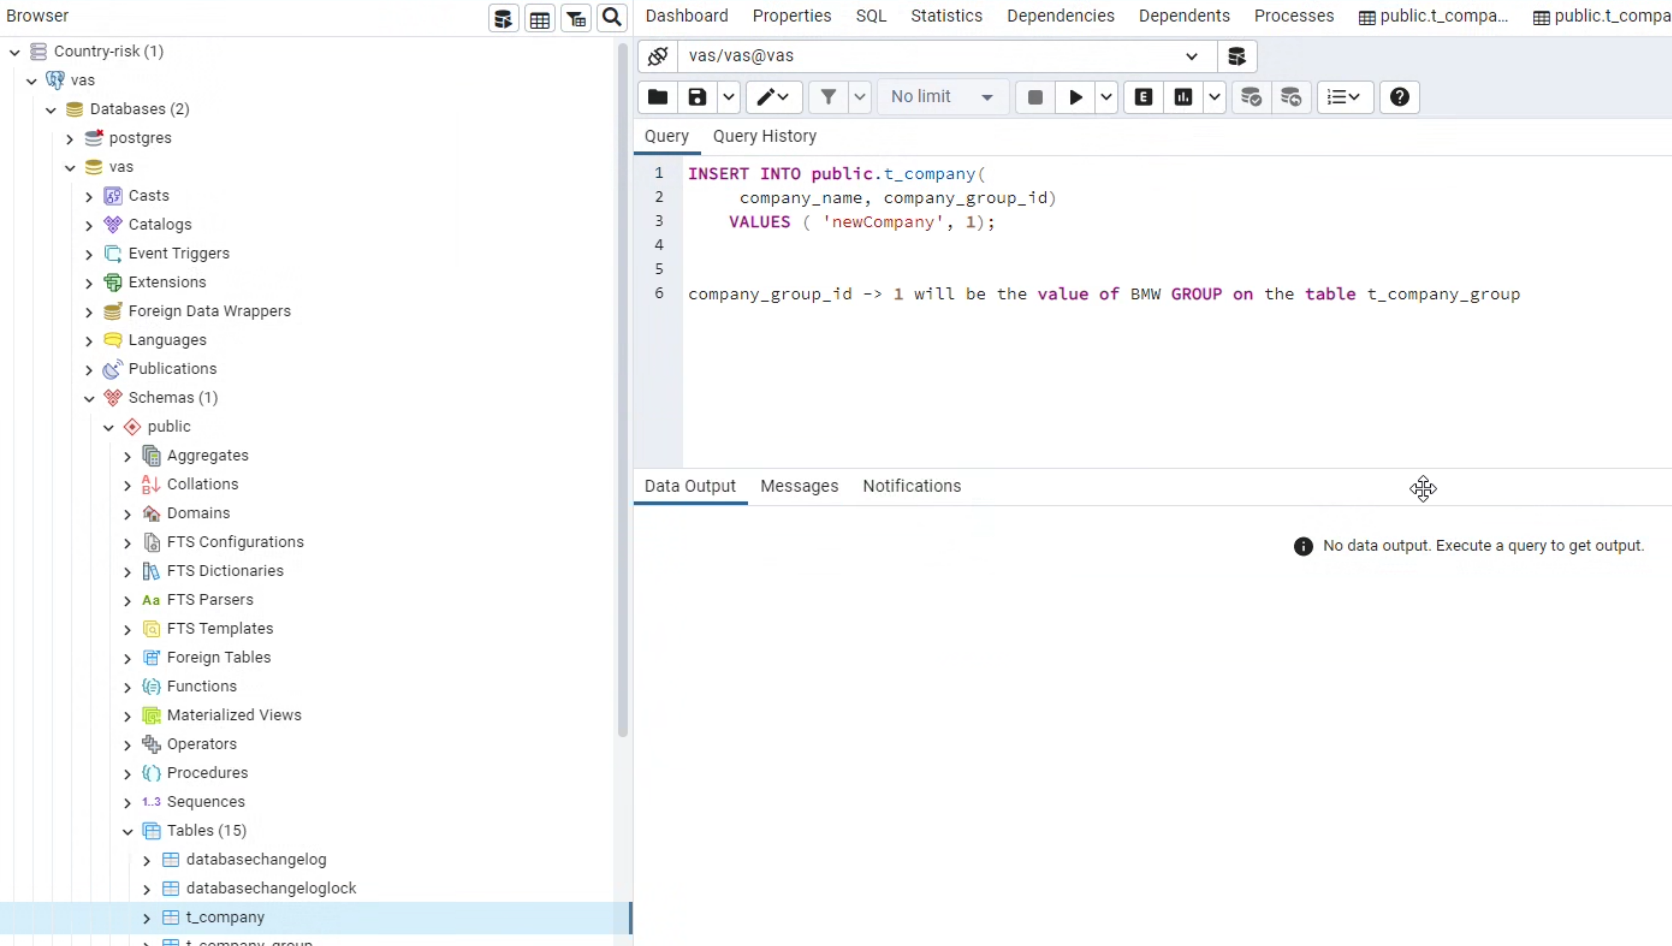 Browser
Country-risk (1)
vas
Databases (2)
postgres
vas
Casts
Catalogs
Event Triggers
Extensions
Foreign Data Wrappers
Languages
Publications
Schemas (1)
public
Aggregates
Collations
Domains
FTS Configurations
FTS Dictionaries
Aa FTS Parsers
FTS Templates
Foreign Tables
Functions
Materialized Views
Operators
Procedures
1..3 Sequences
Tables (15)
databasechangelog
databasechangeloglock
t_company
t_company_group
Dashboard Properties SQL Statistics Dependencies Dependents Processes public.t_compa... public.t_compa
vas/vas@vas
No limit E
Query Query History
1 INSERT INTO public.t_company(
2 company_name, company_group_id)
3 VALUES ( 'newCompany', 1);
4
5
6 company_group_id -> 1 will be the value of BMW GROUP on the table t_company_group
Data Output Messages Notifications
No data output. Execute a query to get output.